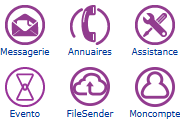 Messagerie Annuaires Assistance
Evento FileSender Moncompte